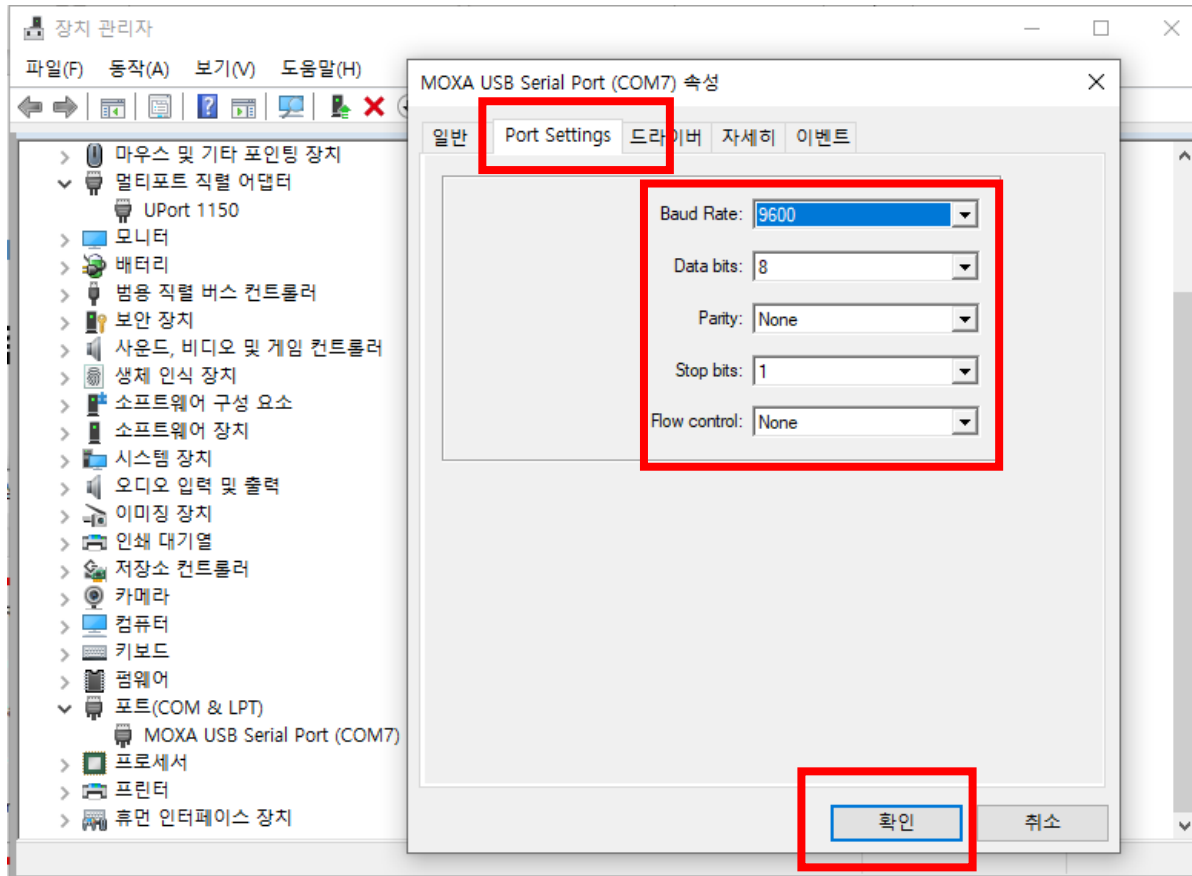 장치 관리자
파일(F) 동작(A) 보기(V) 도움말(H)
마우스 및 기타 포인팅 장치
멀티포트 직렬 어댑터
UPort 1150
모니터
배터리
범용 직렬 버스 컨트롤러
보안 장치
사운드, 비디오 및 게임 컨트롤러
생체 인식 장치
소프트웨어 구성 요소
소프트웨어 장치
시스템 장치
오디오 입력 및 출력
이미징 장치
인쇄 대기열
저장소 컨트롤러
카메라
컴퓨터
키보드
펌웨어
포트(COM & LPT)
MOXA USB Serial Port (COM7)
프로세서
프린터
휴먼 인터페이스 장치
MOXA USB Serial Port (COM7) 속성
일반 Port Settings 드라이버 자세히 이벤트
Baud Rate: 9600
Data bits: 8
Parity: None
Stop bits: 1
Flow control: None
확인 취소